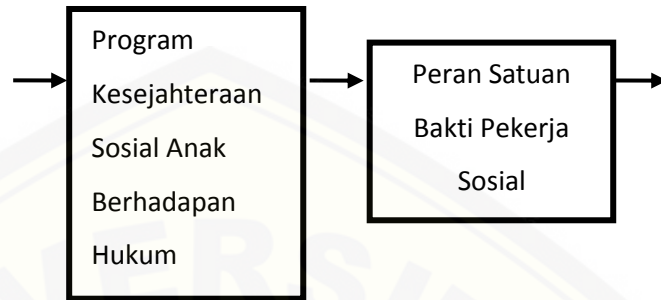 Program
Kesejahteraan
Sosial Anak
Berhadapan
Hukum
Peran Satuan
Bakti Pekerja
Sosial